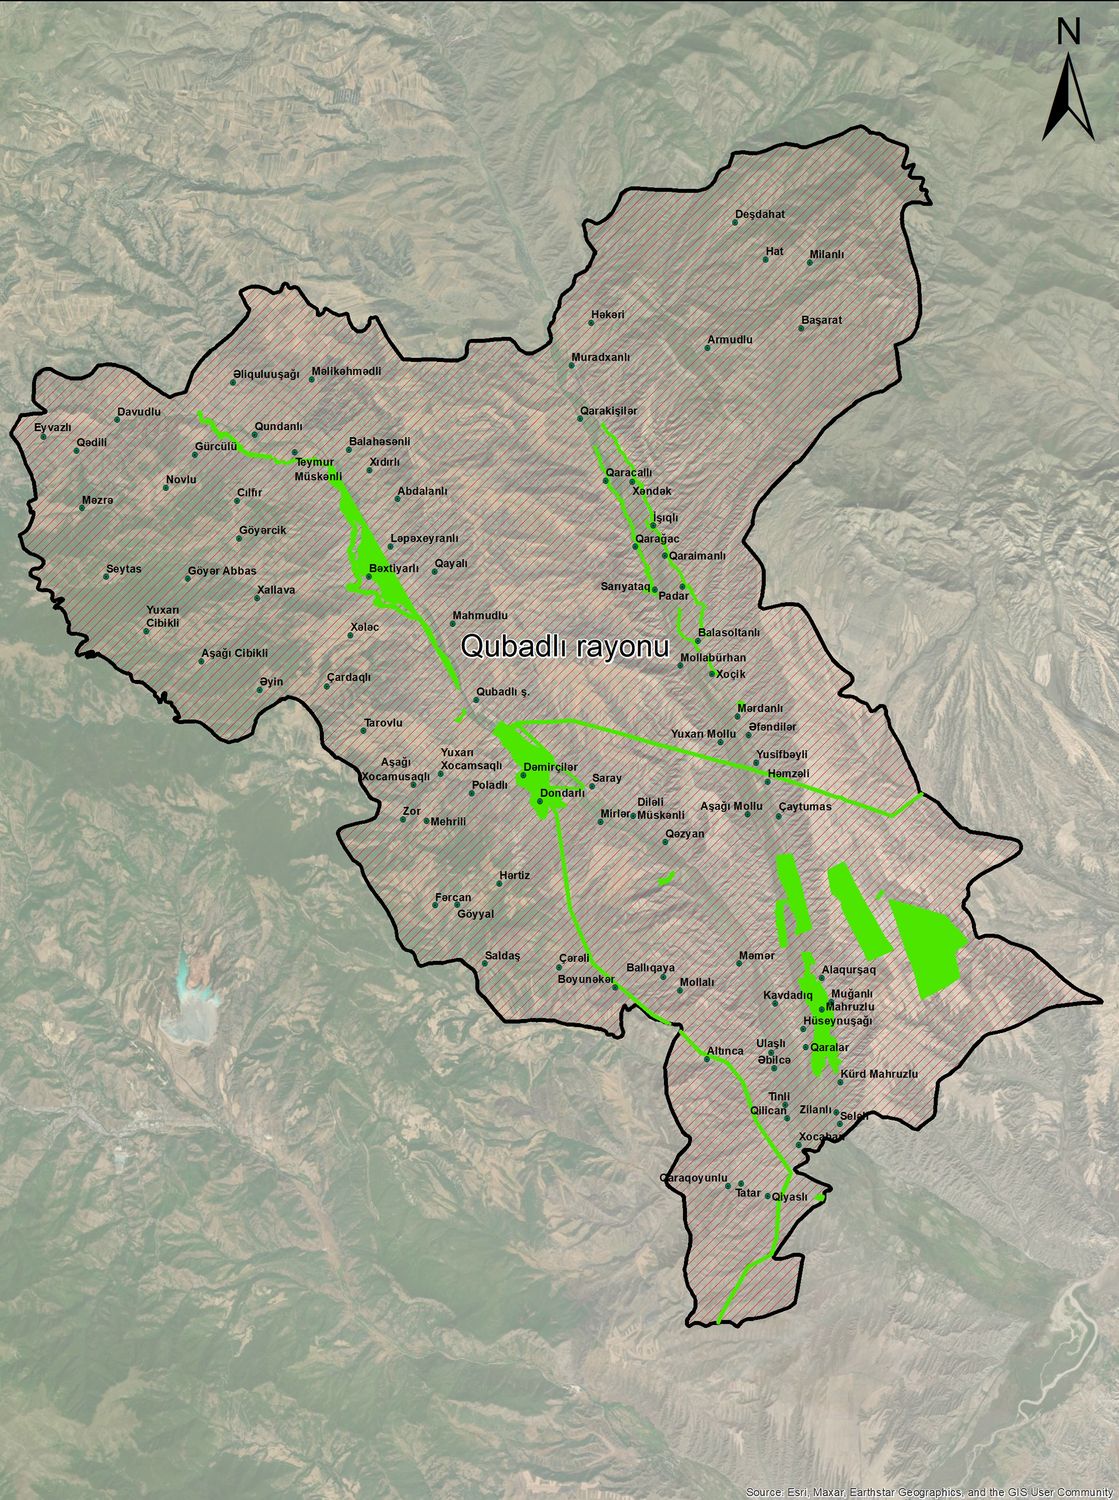 N
Deşdahat
Hat
Milanlı
Həkəri
Başarat
Armudlu
Muradxanlı
Əliquluuşağı
Məlikəhmədli
Davudlu
Qarakişilər
Eyvazlı
Qundanlı
Qədili
Gürcülü
Balahəsənli
Teymur
Müskənli
Xıdırlı
Novlu
Qaracallı
Xəndək
Məzrə
Cılfır
Abdalanlı
İşıqlı
Göyərcik
Ləpəxeyranlı
Qarağac
Qaraimanlı
Seytas
Göyər Abbas
Bəxtiyarlı
Qayalı
Xallava
Sarıyataq
Padar
Yuxarı
Cibikli
Mahmudlu
Xələc
Balasoltanlı
Qubadlı rayonu
Aşağı Cibikli
Mollabürhan
Xoçik
Əyin
Çardaqlı
Qubadlı ş.
Mərdanlı
Tarovlu
Yuxarı Mollu
Əfəndilər
Yuxarı
Xocamsaqlı
Aşağı
Xocamusaqlı
Yusifbəyli
Dəmirçilər
Həmzəli
Poladlı
Saray
Dondarlı
Zor
Mehrili
Mirlər
Diləli
Müskənli
Aşağı Mollu
Çaytumas
Qəzyan
Hərtiz
Fərcan
Göyyal
Saldaş
Çərəli
Məmər
Boyunəkər
Ballıqaya
Mollalı
Alaqurşaq
Kavdadıq
Muğanlı
Mahruzlu
Hüseynuşağı
Altınca
Ulaşlı
Əbilcə
Qaralar
Kürd Mahruzlu
Tinli
Qilican
Zilanlı
Seleli
Xocahan
Qaraqoyunlu
Tatar
Qiyaslı
Source: Esri, Maxar, Earthstar Geographics, and the GIS User Community